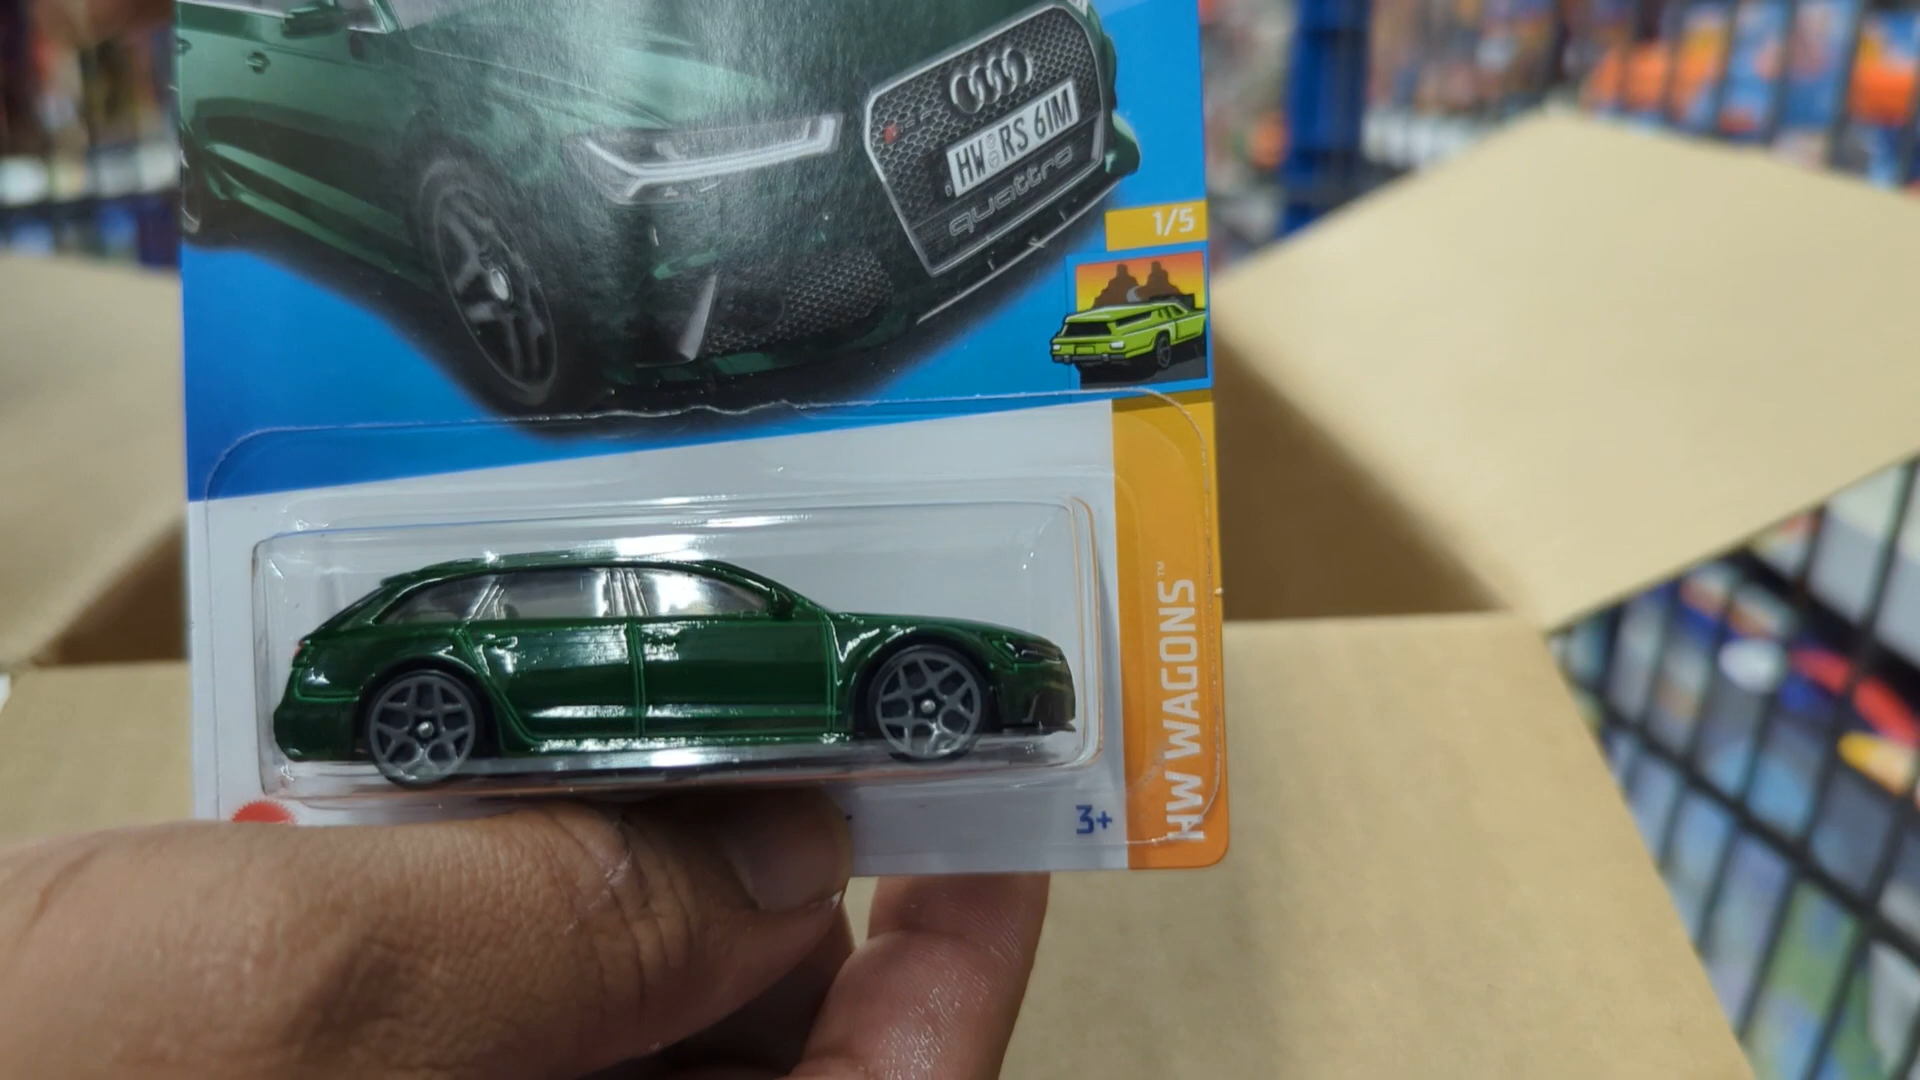 HW RS 61M
quattro
1/5
HW WAGONS™
3+